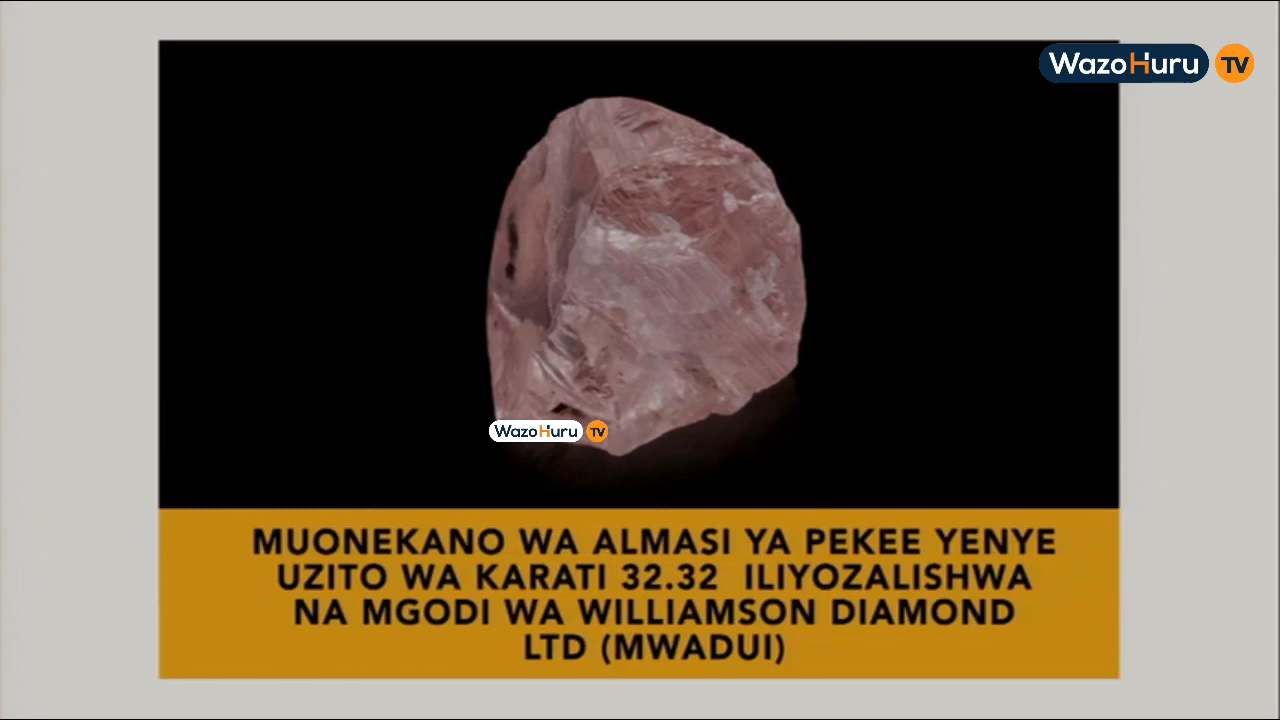 WazoHuru TV
WazoHuru TV
MUONEKANO WA ALMASI YA PEKEE YENYE
UZITO WA KARATI 32.32 ILIYOZALISHWA
NA MGODI WA WILLIAMSON DIAMOND
LTD (MWADUI)